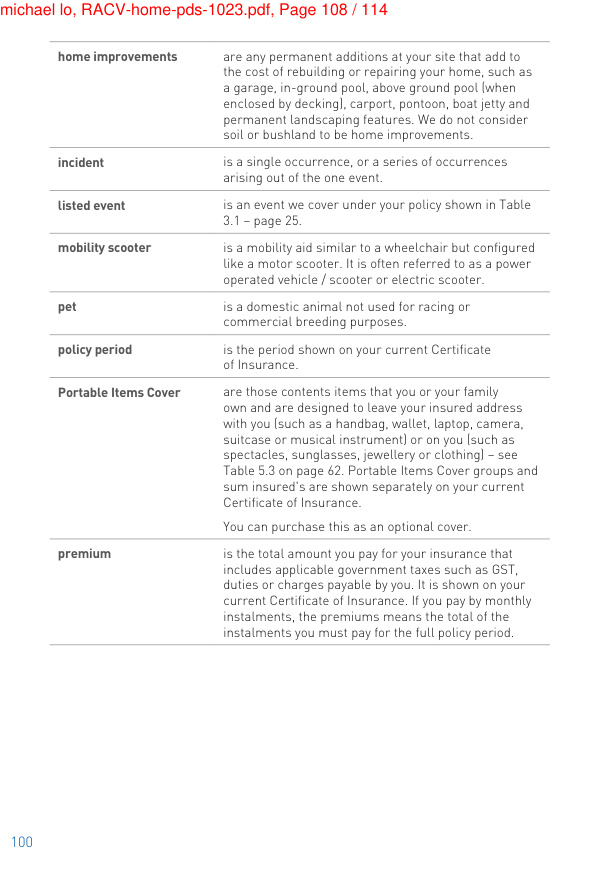 michael lo, RACV-home-pds-1023.pdf, Page 108 / 114
home improvements
are any permanent additions at your site that add to
the cost of rebuilding or repairing your home, such as
a garage, in-ground pool, above ground pool (when
enclosed by decking), carport, pontoon, boat jetty and
permanent landscaping features. We do not consider
soil or bushland to be home improvements.
incident
is a single occurrence, or a series of occurrences
arising out of the one event.
listed event
is an event we cover under your policy shown in Table
3.1 – page 25.
mobility scooter
is a mobility aid similar to a wheelchair but configured
like a motor scooter. It is often referred to as a power
operated vehicle / scooter or electric scooter.
pet
is a domestic animal not used for racing or
commercial breeding purposes.
policy period
is the period shown on your current Certificate
of Insurance.
Portable Items Cover
are those contents items that you or your family
own and are designed to leave your insured address
with you (such as a handbag, wallet, laptop, camera,
suitcase or musical instrument) or on you (such as
spectacles, sunglasses, jewellery or clothing) – see
Table 5.3 on page 62. Portable Items Cover groups and
sum insured's are shown separately on your current
Certificate of Insurance.
You can purchase this as an optional cover.
premium
is the total amount you pay for your insurance that
includes applicable government taxes such as GST,
duties or charges payable by you. It is shown on your
current Certificate of Insurance. If you pay by monthly
instalments, the premiums means the total of the
instalments you must pay for the full policy period.
100